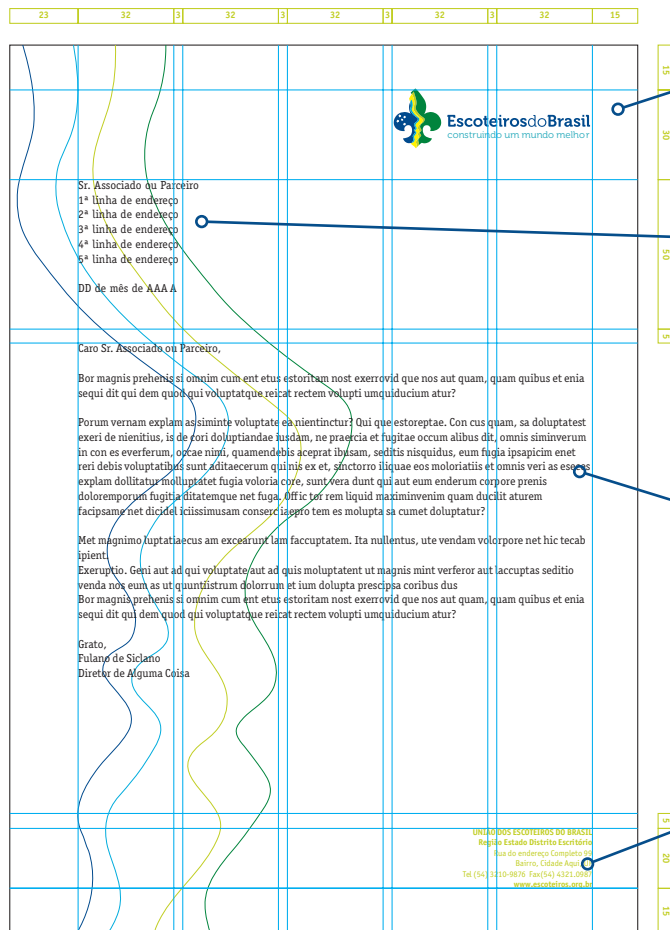 23 32 3 32 3 32 3 32 3 32 15
15
30
EscoteirosdoBrasil
construindo um mundo melhor
Sr. Associado ou Parceiro
1ª linha de endereço
2ª linha de endereço
3ª linha de endereço
4ª linha de endereço
5ª linha de endereço
50
DD de mês de AAAA
5
Caro Sr. Associado ou Parceiro,
Bor magnis prehenis si omnim cum ent etus estoritam nost exerrovid que nos aut quam, quam quibus et enia
sequi dit qui dem quod qui voluptatque reicat rectem volupti umquiducium atur?
Porum vernam explam as siminte voluptate ea nientinctur? Qui que estoreptae. Con cus quam, sa doluptatest
exeri de nienitius, is de cori doluptiandae iusdam, ne praercia et fugitae occum alibus dit, omnis siminverum
in con es everferum, occae nimi, quamendebis aceprat ibusam, seditis nisquidus, eum fugia ipsapicim enet
reri debis voluptatibus sunt aditaecerum qui nis ex et, sinctorro iliquae eos moloriatiis et omnis veri as eseces
explam dollitatur molluptatet fugia voloria core, sunt vera dunt qui aut eum enderum corpore prenis
doloremporum fugitia ditatemque net fuga. Offic tor rem liquid maximinvenim quam ducilit aturem
facipsame net dicidel iciissimusam conserc iaepro tem es molupta sa cumet doluptatur?
Met magnimo luptatiaecus am excearunt lam faccuptatem. Ita nullentus, ute vendam volorpore net hic tecab
ipient.
Exeruptio. Geni aut ad qui voluptate aut ad quis moluptatent ut magnis mint verferor aut laccuptas seditio
venda nos eum as ut quuntiistrum dolorrum et ium dolupta prescipsa coribus dus
Bor magnis prehenis si omnim cum ent etus estoritam nost exerrovid que nos aut quam, quam quibus et enia
sequi dit qui dem quod qui voluptatque reicat rectem volupti umquiducium atur?
Grato,
Fulano de Siclano
Diretor de Alguma Coisa
5
UNIÃO DOS ESCOTEIROS DO BRASIL
Região Estado Distrito Escritório
Rua do endereço Completo 99
Bairro, Cidade Aqui
Tel (54) 3210-9876 Fax(54) 4321.0987
www.escoteiros.org.br
20
15